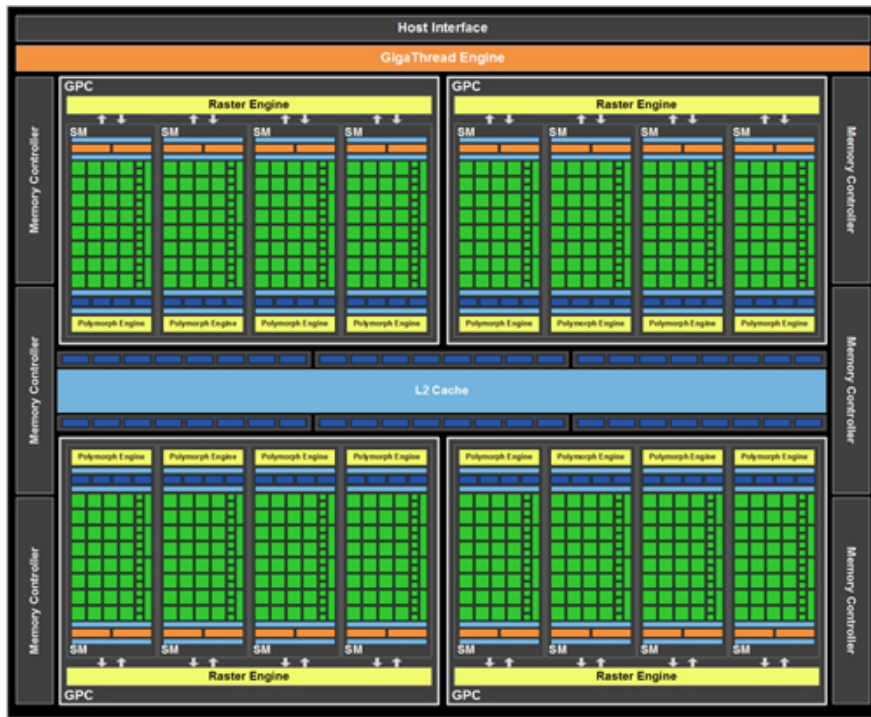 Host Interface
GigaThread Engine
GPC
GPC
Raster Engine
Raster Engine
SM SM SM SM
SM SM SM SM
Memory Controller
Memory Controller
Polymorph Engine Polymorph Engine Polymorph Engine Polymorph Engine
Polymorph Engine Polymorph Engine Polymorph Engine Polymorph Engine
Memory Controller
L2 Cache
Memory Controller
Polymorph Engine Polymorph Engine Polymorph Engine Polymorph Engine
Polymorph Engine Polymorph Engine Polymorph Engine Polymorph Engine
Memory Controller
Memory Controller
SM SM SM SM
SM SM SM SM
Raster Engine
Raster Engine
GPC
GPC